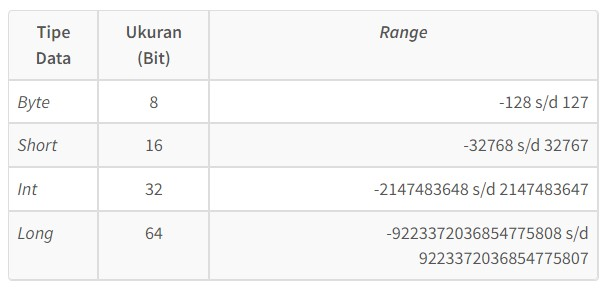 Tipe Data
Ukuran (Bit)
Range
Byte 8 -128 s/d 127
Short 16 -32768 s/d 32767
Int 32 -2147483648 s/d 2147483647
Long 64 -9223372036854775808 s/d
9223372036854775807